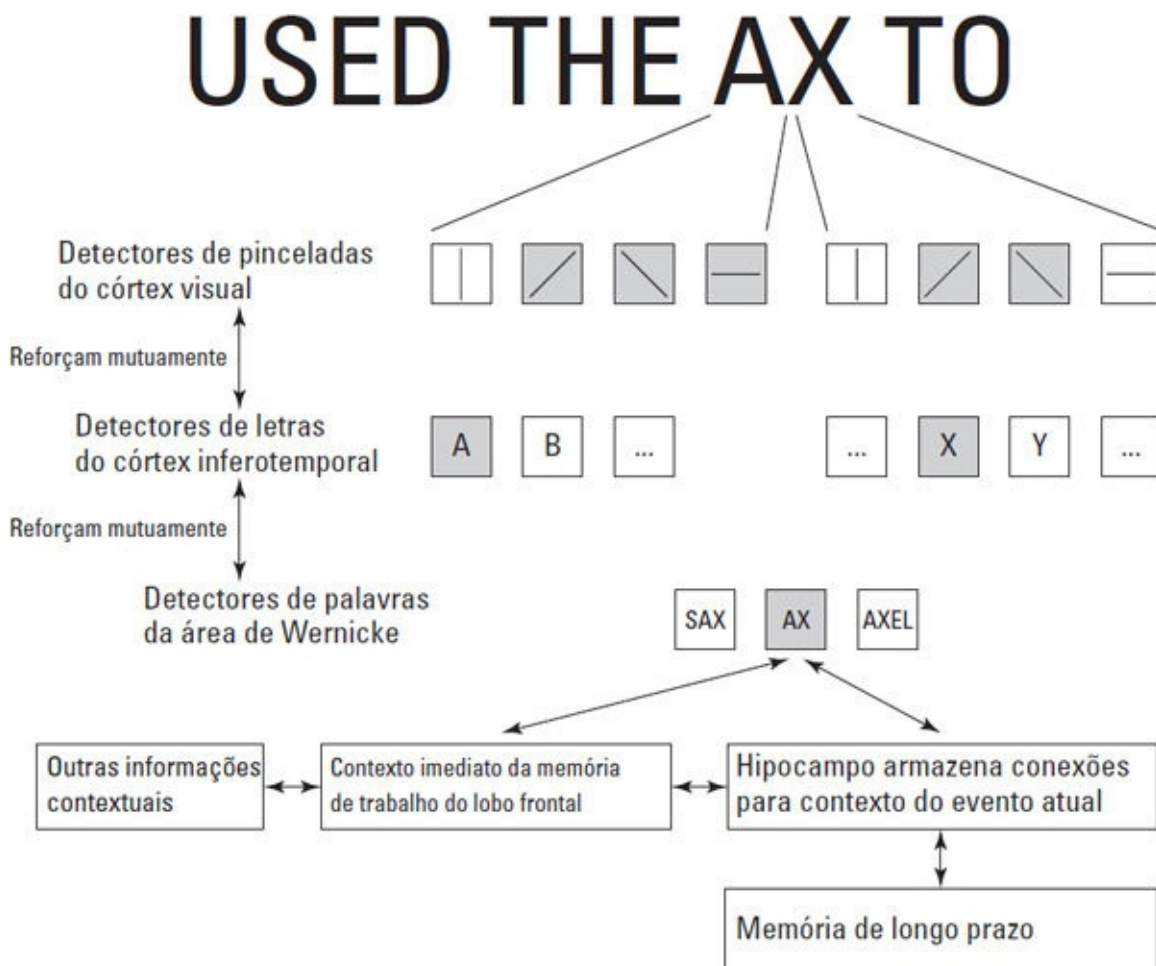 USED THE AX TO
Detectores de pinceladas
do córtex visual
Reforçam mutuamente
Detectores de letras
do córtex inferotemporal
A B ... ... X Y ...
Reforçam mutuamente
Detectores de palavras
da área de Wernicke
SAX AX AXEL
Outras informações
contextuais
Contexto imediato da memória
de trabalho do lobo frontal
Hipocampo armazena conexões
para contexto do evento atual
Memória de longo prazo